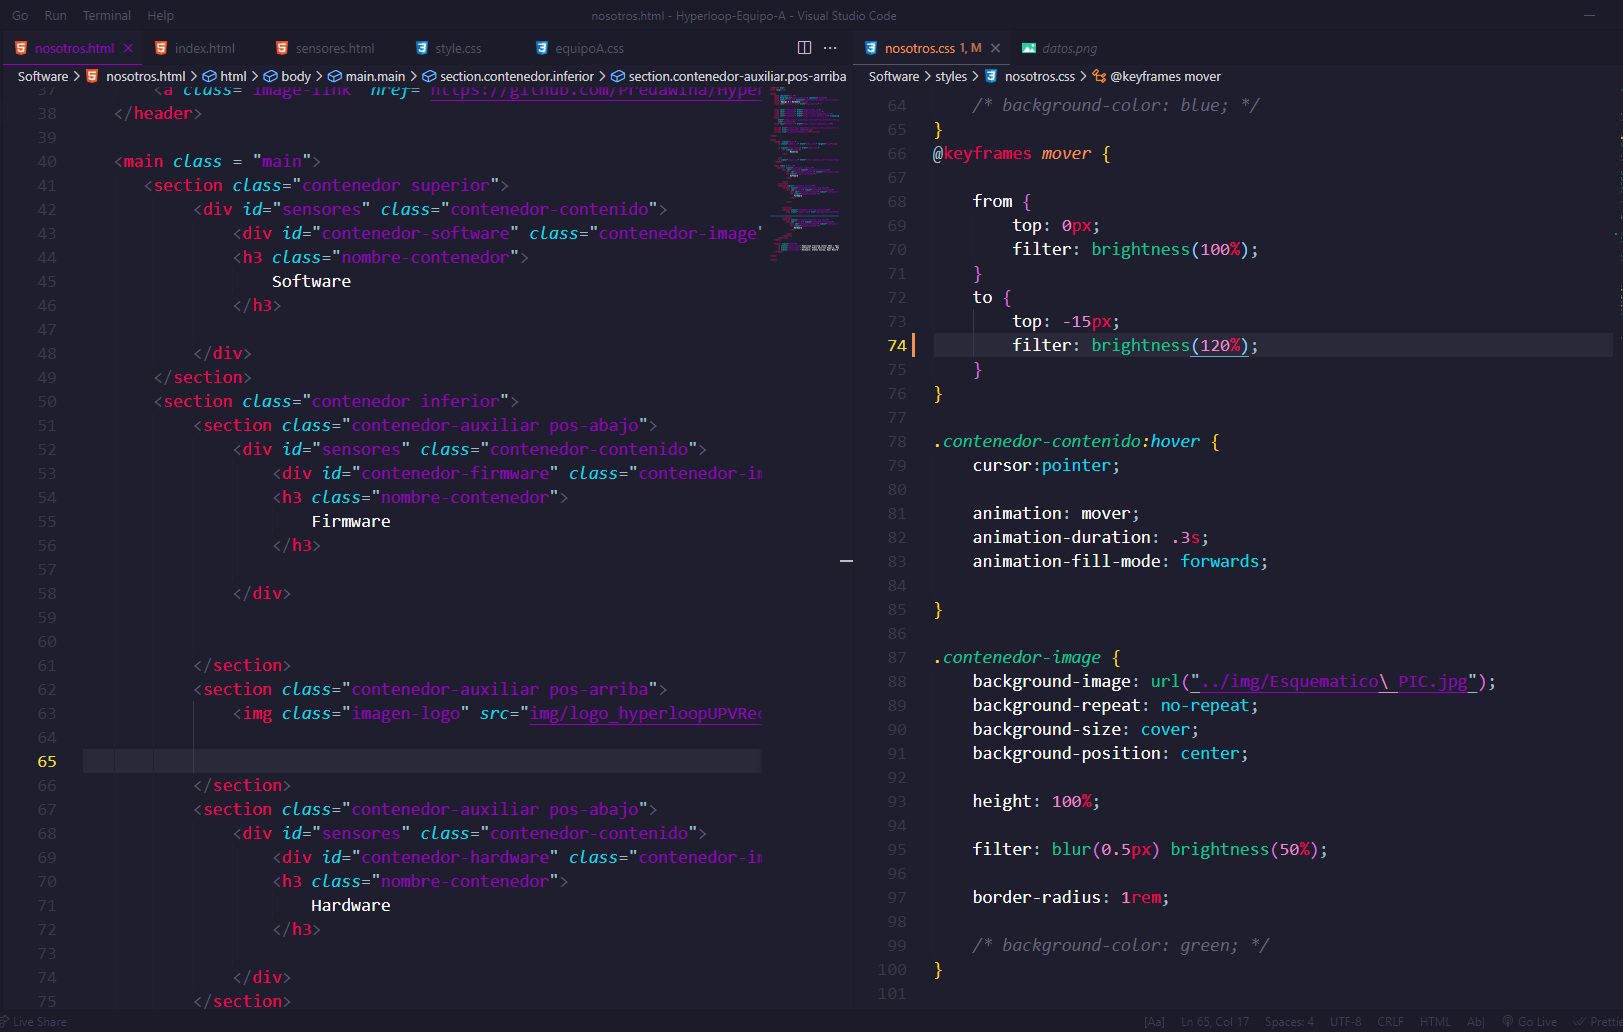 Go Run Terminal Help nosotros.html - Hyperloop-Equipo-A - Visual Studio Code
nosotros.html index.html sensores.html style.css equipoA.css
Software > nosotros.html > html > body > main.main > section.contenedor.inferior > section.contenedor-auxiliar.pos-arriba
37 <a class="image-link" href="https://github.com/Predawina/Hyper
38 </header>
39
40 <main class = "main">
41 <section class="contenedor superior">
42 <div id="sensores" class="contenedor-contenido">
43 <div id="contenedor-software" class="contenedor-image"
44 <h3 class="nombre-contenedor">
45 Software
46 </h3>
47
48 </div>
49 </section>
50 <section class="contenedor inferior">
51 <section class="contenedor-auxiliar pos-abajo">
52 <div id="sensores" class="contenedor-contenido">
53 <div id="contenedor-firmware" class="contenedor-im
54 <h3 class="nombre-contenedor">
55 Firmware
56 </h3>
57
58 </div>
59
60
61 </section>
62 <section class="contenedor-auxiliar pos-arriba">
63 <img class="imagen-logo" src="img/logo_hyperloopUPVRec
64
65
66 </section>
67 <section class="contenedor-auxiliar pos-abajo">
68 <div id="sensores" class="contenedor-contenido">
69 <div id="contenedor-hardware" class="contenedor-im
70 <h3 class="nombre-contenedor">
71 Hardware
72 </h3>
73
74 </div>
75 </section>
nosotros.css 1, M datos.png
Software > styles > nosotros.css > @keyframes mover
64 /* background-color: blue; */
65 }
66 @keyframes mover {
67
68 from {
69 top: 0px;
70 filter: brightness(100%);
71 }
72 to {
73 top: -15px;
74 filter: brightness(120%);
75 }
76 }
77
78 .contenedor-contenido:hover {
79 cursor:pointer;
80
81 animation: mover;
82 animation-duration: .3s;
83 animation-fill-mode: forwards;
84
85 }
86
87 .contenedor-image {
88 background-image: url("../img/Esquematico\_PIC.jpg");
89 background-repeat: no-repeat;
90 background-size: cover;
91 background-position: center;
92
93 height: 100%;
94
95 filter: blur(0.5px) brightness(50%);
96
97 border-radius: 1rem;
98
99 /* background-color: green; */
100 }
101
Live Share [Aa] Ln 65, Col 17 Spaces: 4 UTF-8 CRLF HTML Ab| Go Live Prettie